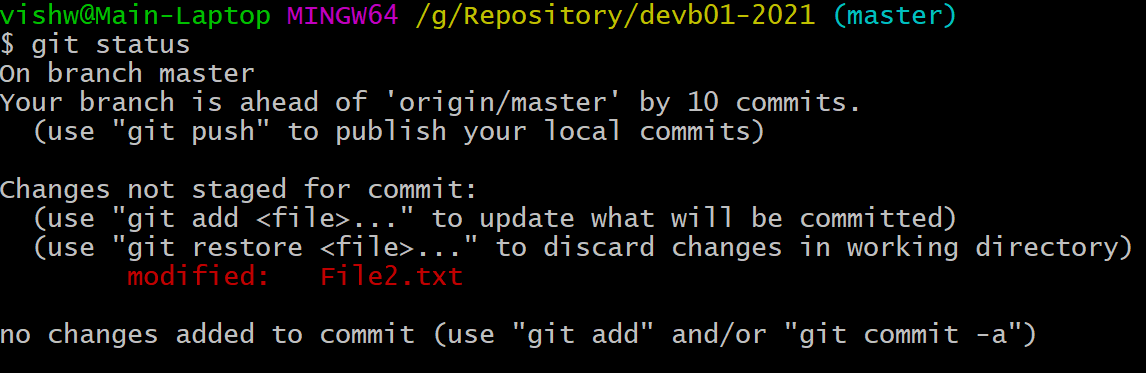 vishw@Main-Laptop MINGW64 /g/Repository/devb01-2021 (master)
$ git status
On branch master
Your branch is ahead of 'origin/master' by 10 commits.
  (use "git push" to publish your local commits)

Changes not staged for commit:
  (use "git add <file>..." to update what will be committed)
  (use "git restore <file>..." to discard changes in working directory)
        modified:   File2.txt

no changes added to commit (use "git add" and/or "git commit -a")